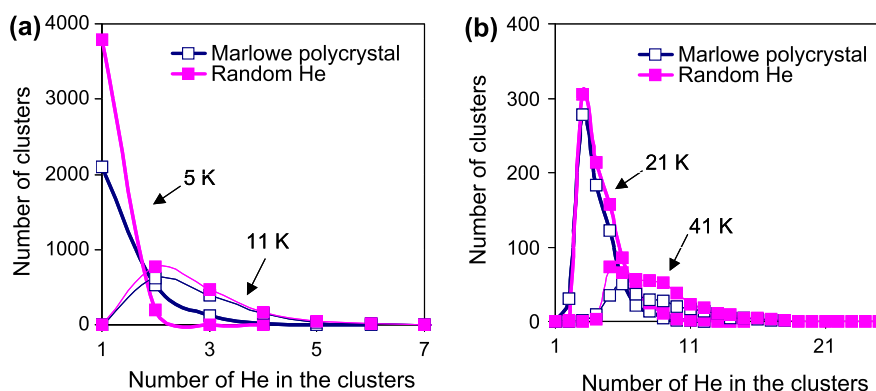 (a)
4000
3000
2000
1000
0
Number of clusters
Marlowe polycrystal
Random He
5 K
11 K
1
3
5
7
Number of He in the clusters
(b)
400
300
200
100
0
Number of clusters
Marlowe polycrystal
Random He
21 K
41 K
1
11
21
Number of He in the clusters